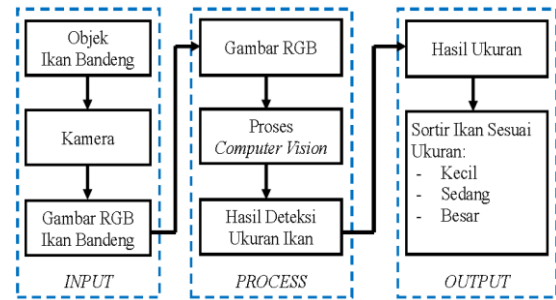 Objek
Ikan Bandeng
Kamera
Gambar RGB
Ikan Bandeng
INPUT
Gambar RGB
Proses
Computer Vision
Hasil Deteksi
Ukuran Ikan
PROCESS
Hasil Ukuran
Sortir Ikan Sesuai
Ukuran:
- Kecil
- Sedang
- Besar
OUTPUT